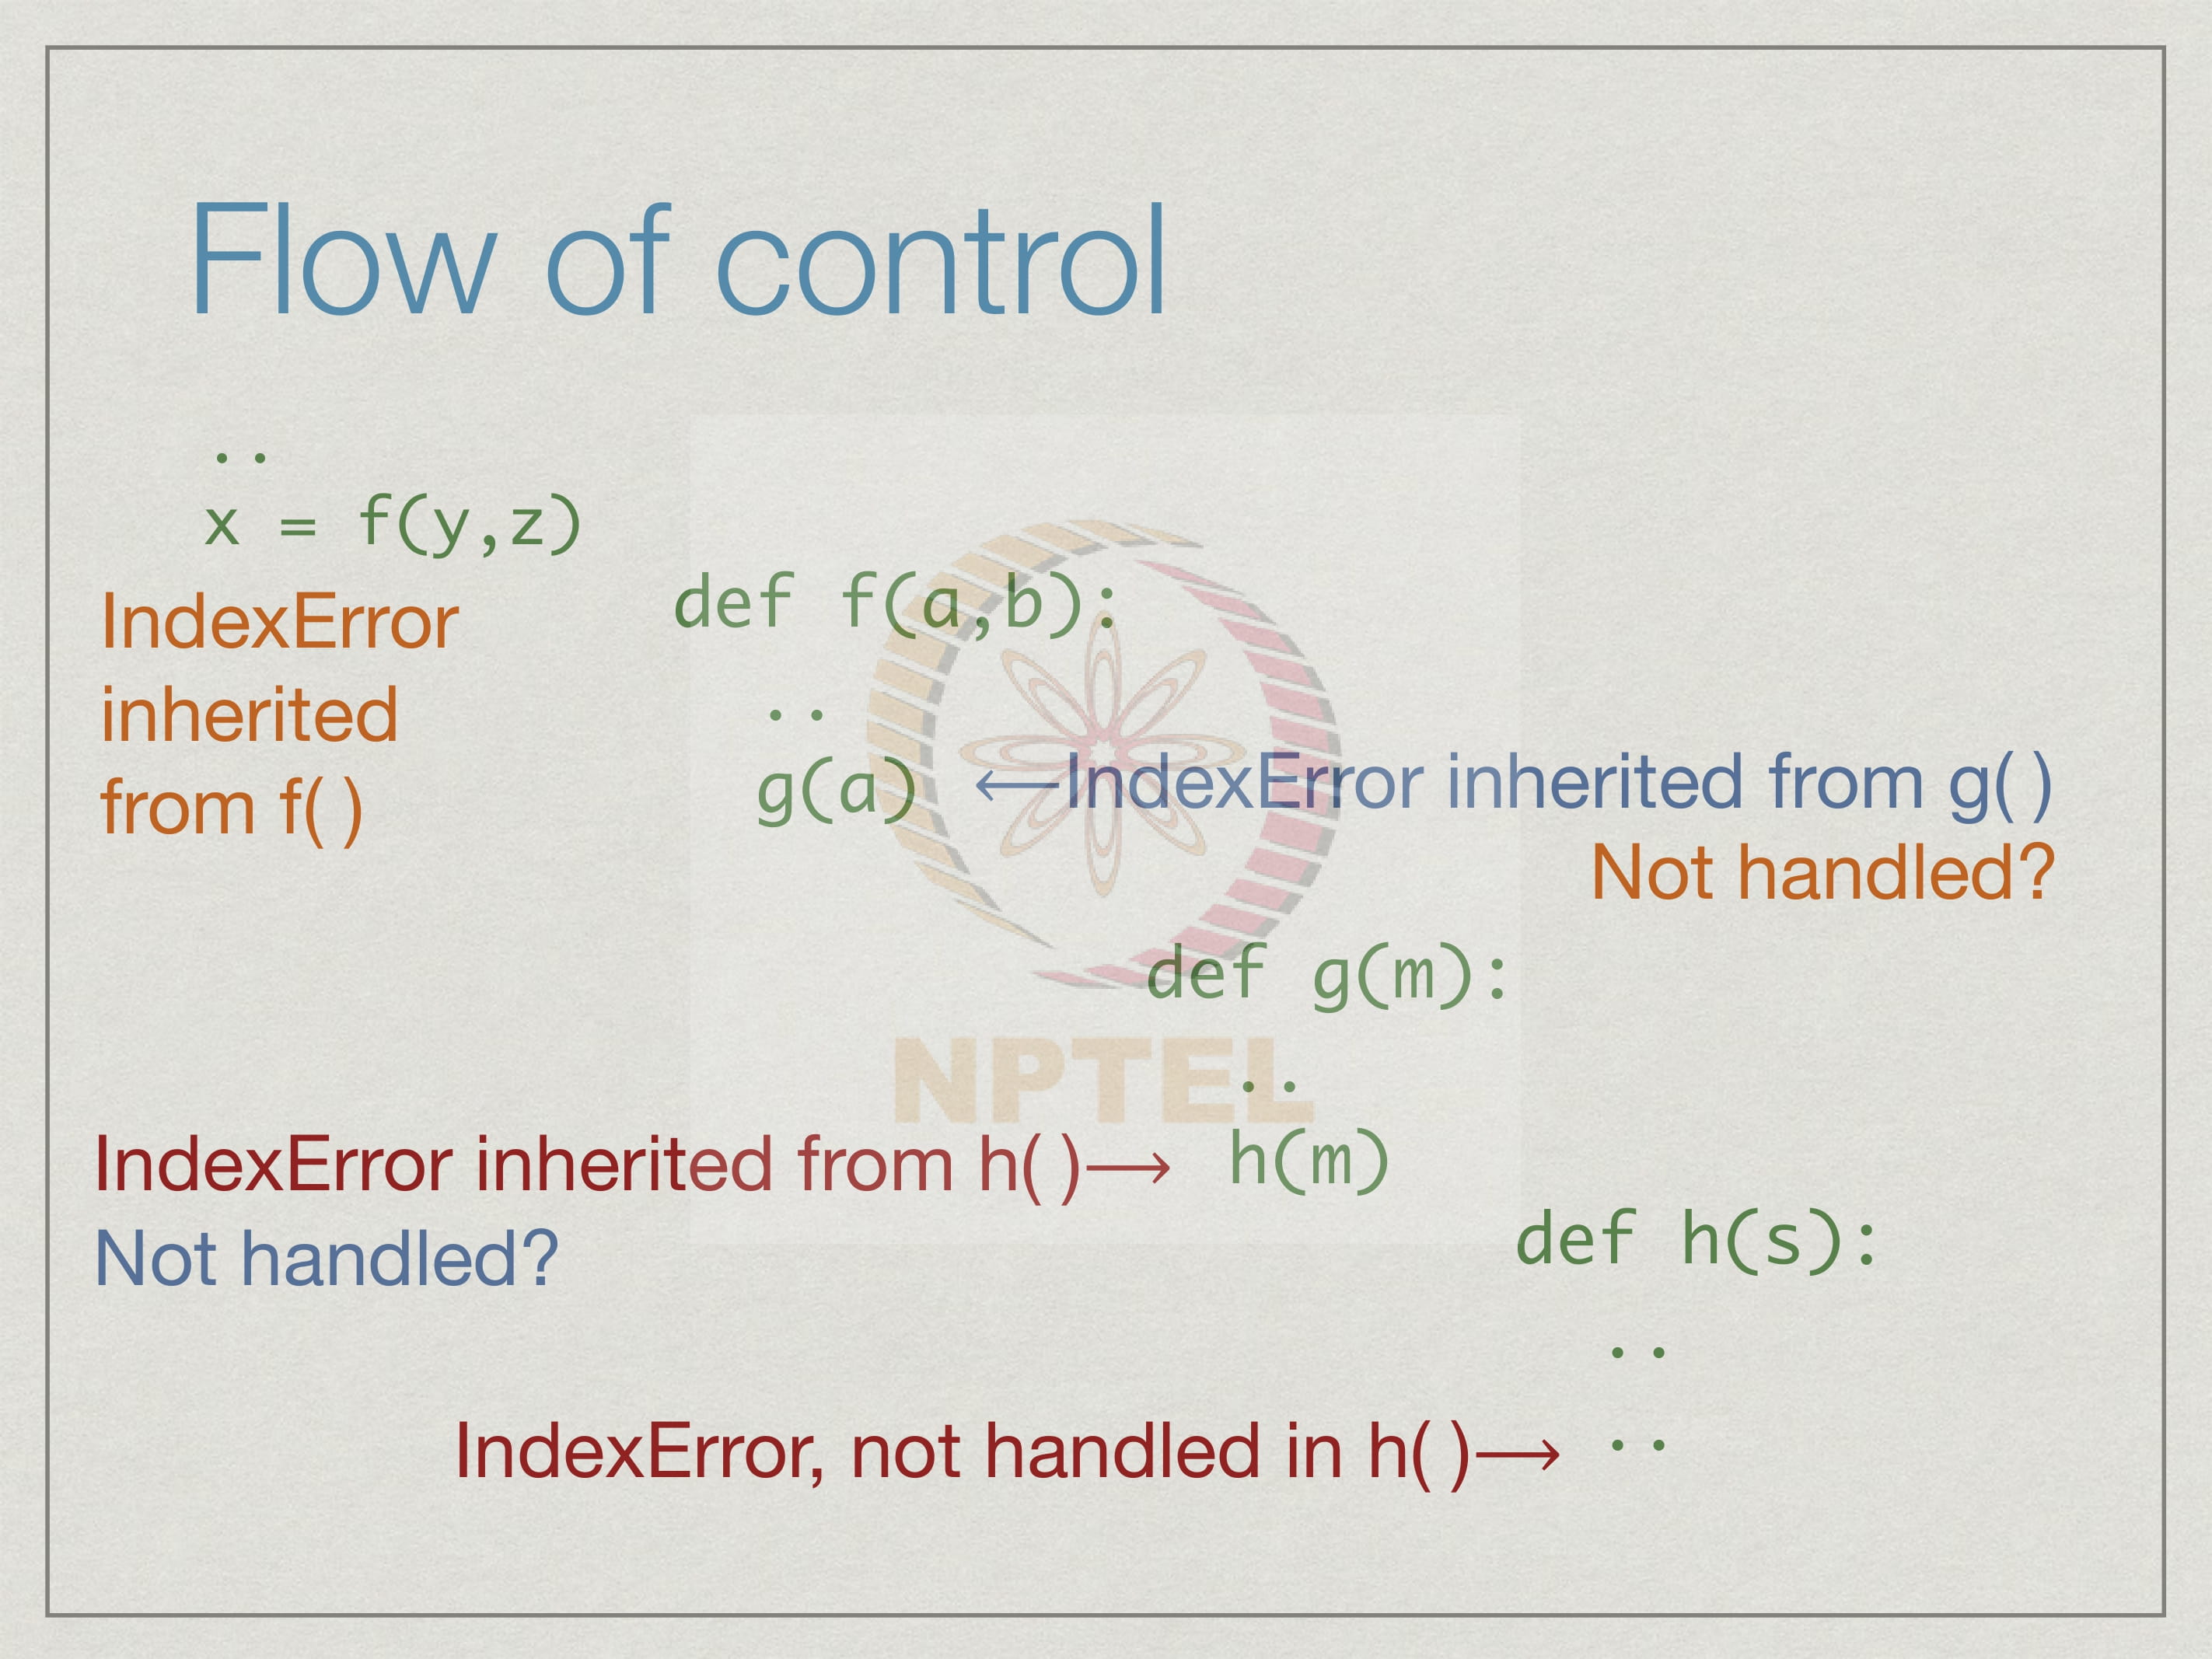 Flow of control
..
x = f(y,z)
IndexError
inherited
from f( )
def f(a,b):
..
g(a) ←IndexError inherited from g( )
Not handled?
def g(m):
..
IndexError inherited from h( )→ h(m)
Not handled?
def h(s):
..
IndexError, not handled in h( )→ ..
NPTEL